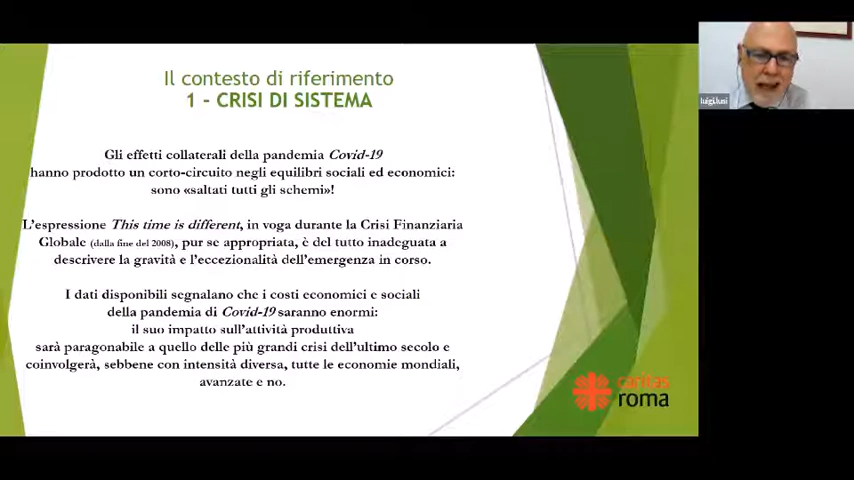 Il contesto di riferimento
1 - CRISI DI SISTEMA
Gli effetti collaterali della pandemia Covid-19
hanno prodotto un corto-circuito negli equilibri sociali ed economici:
sono «saltati tutti gli schemi»!
L'espressione This time is different, in voga durante la Crisi Finanziaria
Globale (dalla fine del 2008), pur se appropriata, è del tutto inadeguata a
descrivere la gravità e l'eccezionalità dell'emergenza in corso.
I dati disponibili segnalano che i costi economici e sociali
della pandemia di Covid-19 saranno enormi:
il suo impatto sull'attività produttiva
sarà paragonabile a quello delle più grandi crisi dell'ultimo secolo e
coinvolgerà, sebbene con intensità diversa, tutte le economie mondiali,
avanzate e no.
caritas
roma
luigi.lusi